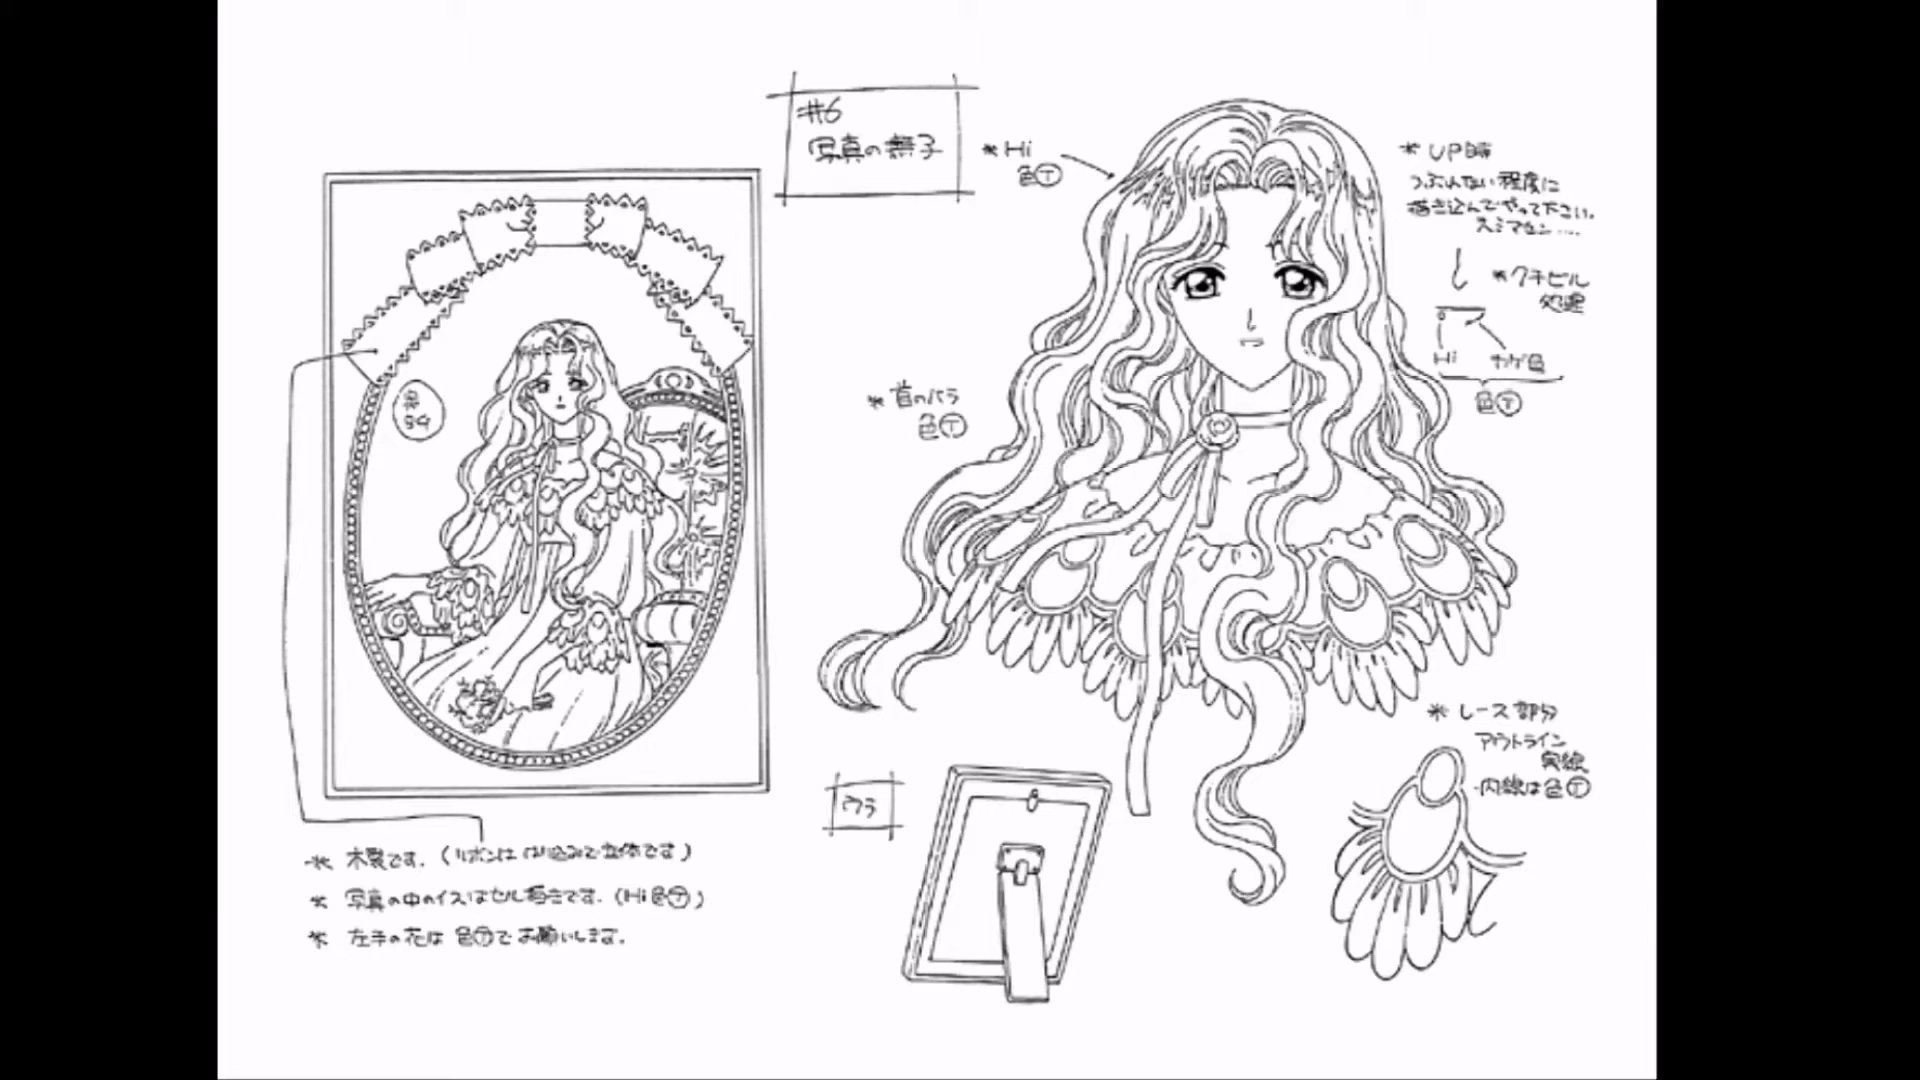 #6
写真の撫子
*Hi
色Ⓣ
*UP時
つぶれない程度に
描き込んでやって下さい。
スミマセン....
*クチビル
処理
Hi
カゲ色
色Ⓣ
*首のバラ
色Ⓣ
*レース部分
アウトライン
実線
内線は色Ⓣ
ウラ
*木製です。(リボンははり込みで立体です)
*写真の中のイスはセル描きです。(Hi色Ⓣ)
*左手の花は色Ⓣでお願いします。